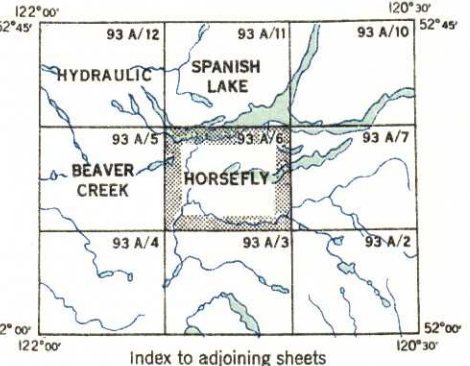 122°00'
120°30'
52°45'
52°45'
93 A/12
93 A/11
93 A/10
HYDRAULIC
SPANISH
LAKE
93 A/5
93 A/6
93 A/7
BEAVER
CREEK
HORSEFLY
93 A/4
93 A/3
93 A/2
52°00'
122°00'
120°30'
Index to adjoining sheets